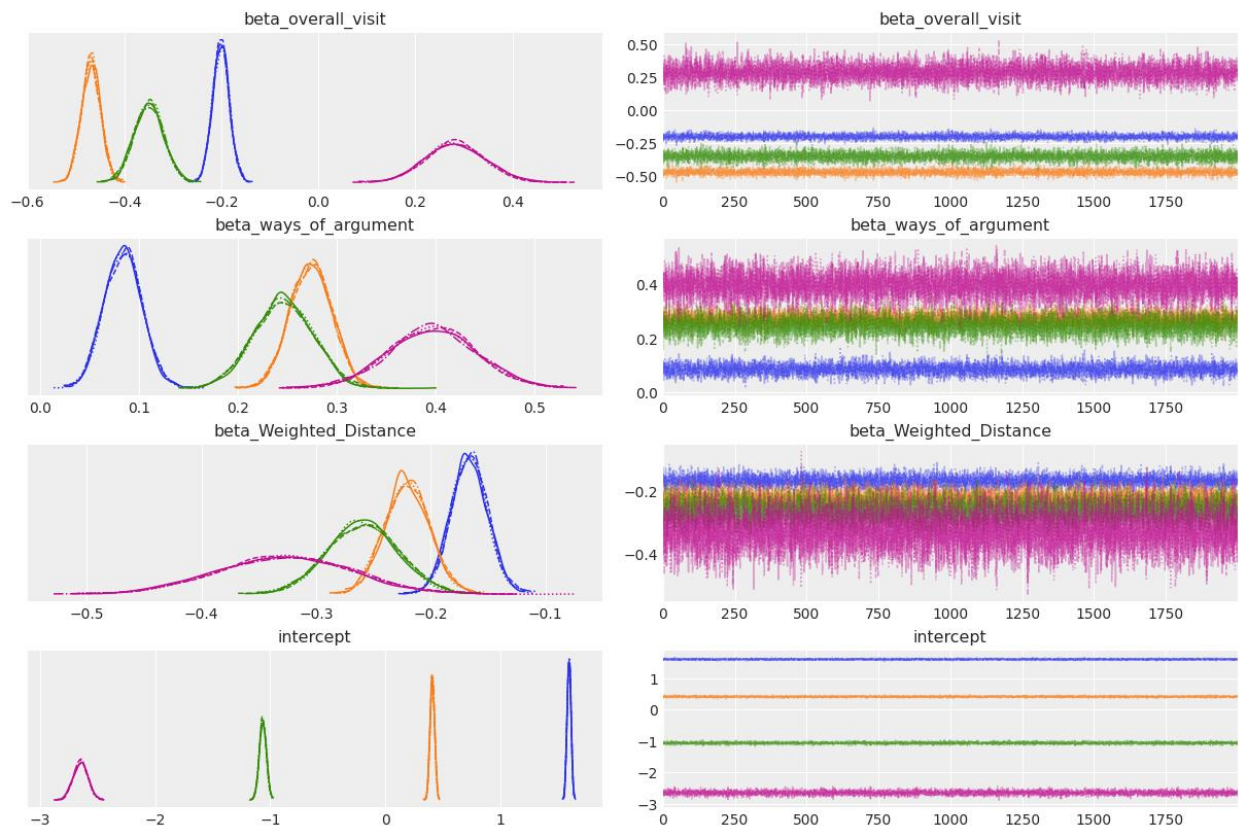 beta_overall_visit
−0.6 −0.4 −0.2 0.0 0.2 0.4
beta_overall_visit
0.50
0.25
0.00
−0.25
−0.50
0 250 500 750 1000 1250 1500 1750
beta_ways_of_argument
0.0 0.1 0.2 0.3 0.4 0.5
beta_ways_of_argument
0.4
0.2
0.0
0 250 500 750 1000 1250 1500 1750
beta_Weighted_Distance
−0.5 −0.4 −0.3 −0.2 −0.1
beta_Weighted_Distance
−0.2
−0.4
0 250 500 750 1000 1250 1500 1750
intercept
−3 −2 −1 0 1
intercept
1
0
−1
−2
−3
0 250 500 750 1000 1250 1500 1750